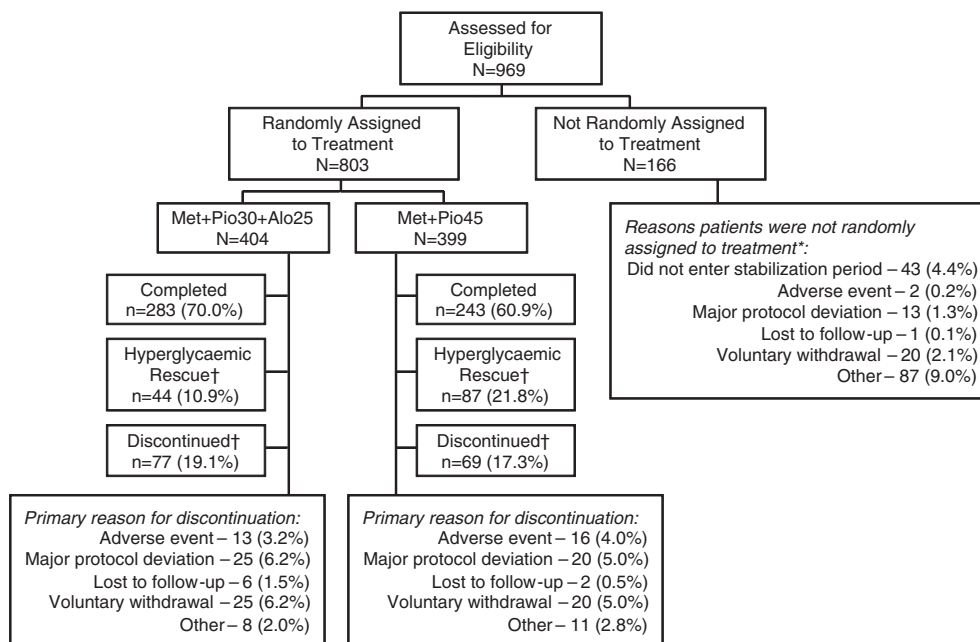 Assessed for
Eligibility
N=969
Randomly Assigned
to Treatment
N=803
Not Randomly Assigned
to Treatment
N=166
Met+Pio30+Alo25
N=404
Met+Pio45
N=399
Reasons patients were not randomly
assigned to treatment*:
Did not enter stabilization period – 43 (4.4%)
Adverse event – 2 (0.2%)
Major protocol deviation – 13 (1.3%)
Lost to follow-up – 1 (0.1%)
Voluntary withdrawal – 20 (2.1%)
Other – 87 (9.0%)
Completed
n=283 (70.0%)
Completed
n=243 (60.9%)
Hyperglycaemic
Rescue†
n=44 (10.9%)
Hyperglycaemic
Rescue†
n=87 (21.8%)
Discontinued†
n=77 (19.1%)
Discontinued†
n=69 (17.3%)
Primary reason for discontinuation:
Adverse event – 13 (3.2%)
Major protocol deviation – 25 (6.2%)
Lost to follow-up – 6 (1.5%)
Voluntary withdrawal – 25 (6.2%)
Other – 8 (2.0%)
Primary reason for discontinuation:
Adverse event – 16 (4.0%)
Major protocol deviation – 20 (5.0%)
Lost to follow-up – 2 (0.5%)
Voluntary withdrawal – 20 (5.0%)
Other – 11 (2.8%)